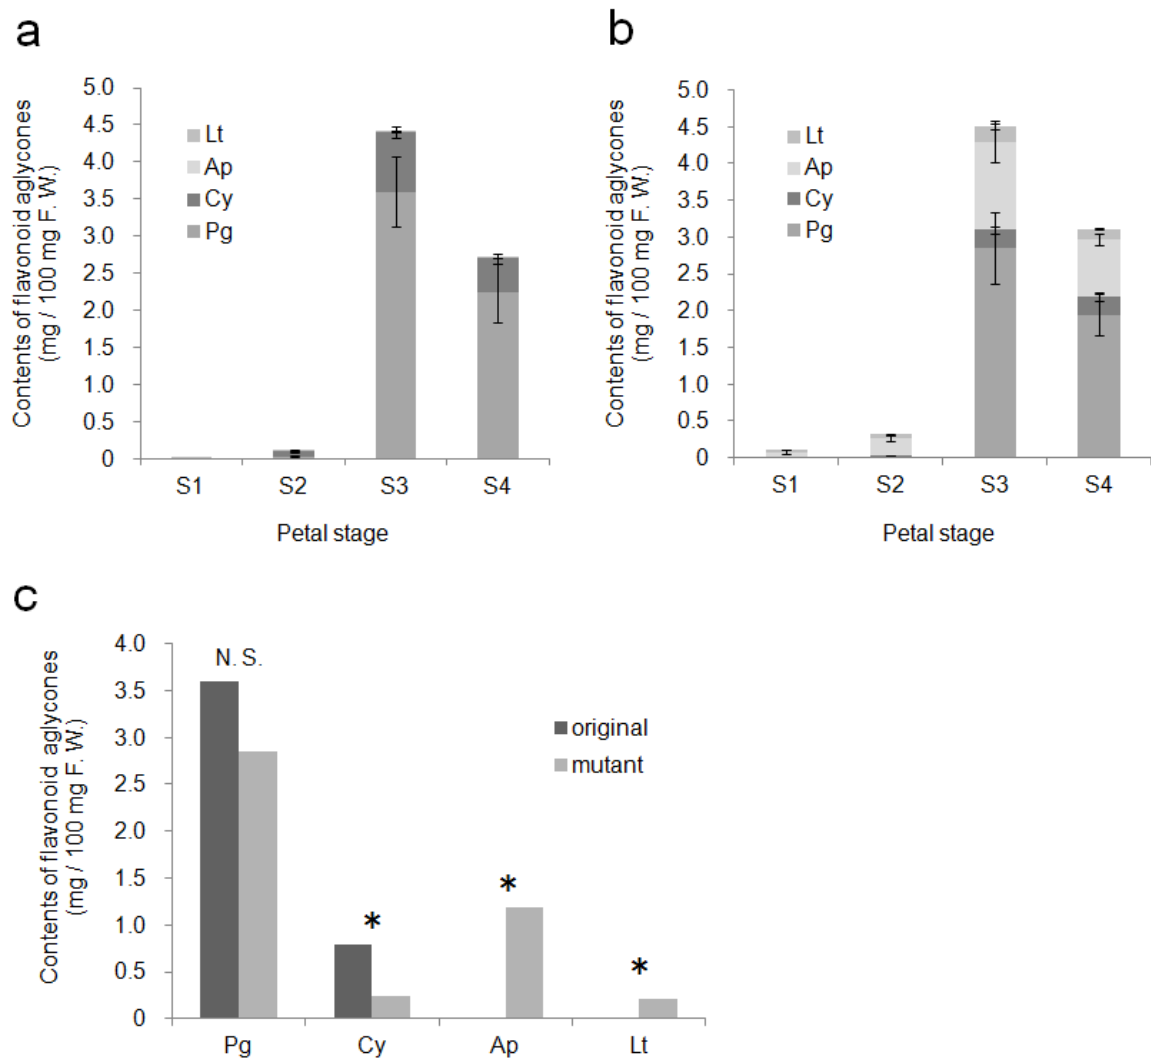 a
Contents of flavonoid aglycones
(mg / 100 mg F. W.)
5.0
4.5
4.0
3.5
3.0
2.5
2.0
1.5
1.0
0.5
0
Lt
Ap
Cy
Pg
S1 S2 S3 S4
Petal stage
b
Contents of flavonoid aglycones
(mg / 100 mg F. W.)
5.0
4.5
4.0
3.5
3.0
2.5
2.0
1.5
1.0
0.5
0
Lt
Ap
Cy
Pg
S1 S2 S3 S4
Petal stage
c
Contents of flavonoid aglycones
(mg / 100 mg F. W.)
4.0
3.5
3.0
2.5
2.0
1.5
1.0
0.5
0
N. S.
*
*
*
original
mutant
Pg Cy Ap Lt